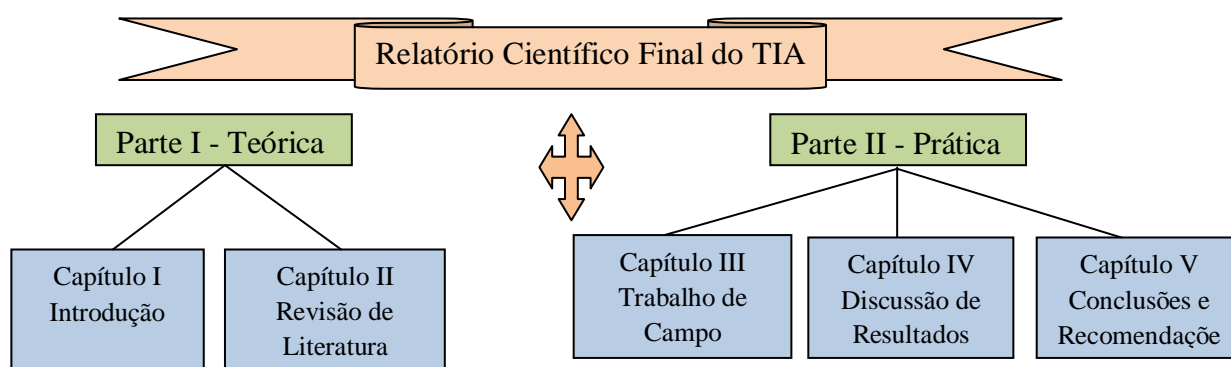 Relatório Científico Final do TIA
Parte I - Teórica
Parte II - Prática
Capítulo I
Introdução
Capítulo II
Revisão de
Literatura
Capítulo III
Trabalho de
Campo
Capítulo IV
Discussão de
Resultados
Capítulo V
Conclusões e
Recomendaçõe